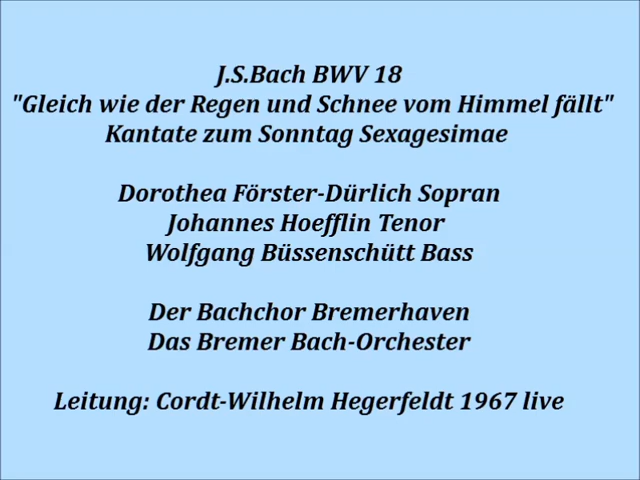 J.S.Bach BWV 18
"Gleich wie der Regen und Schnee vom Himmel fällt"
Kantate zum Sonntag Sexagesimae
Dorothea Förster-Dürlich Sopran
Johannes Hoefflin Tenor
Wolfgang Büssenschütt Bass
Der Bachchor Bremerhaven
Das Bremer Bach-Orchester
Leitung: Cordt-Wilhelm Hegerfeldt 1967 live